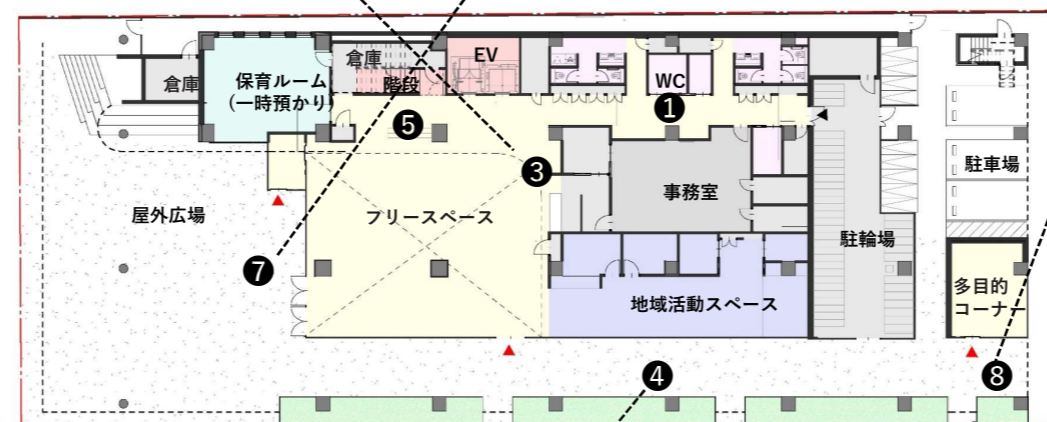 倉庫
保育ルーム
(一時預かり)
倉庫
階段
EV
WC
❶
❺
❸
屋外広場
フリースペース
事務室
駐車場
❼
駐輪場
地域活動スペース
多目的
コーナー
❹
❽